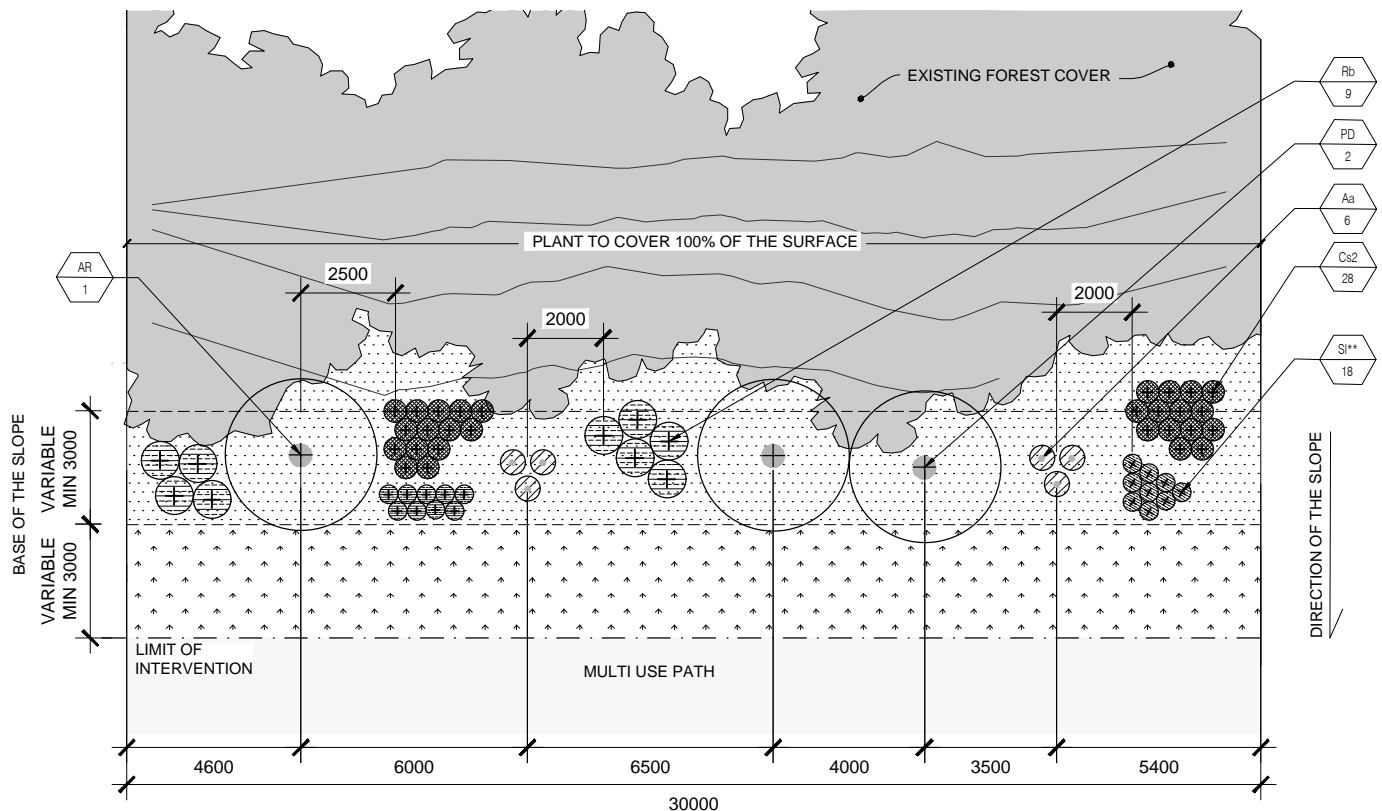 EXISTING FOREST COVER
Rb
9
PD
2
Aa
6
Cs2
28
SI**
18
PLANT TO COVER 100% OF THE SURFACE
AR
1
2500
2000
2000
BASE OF THE SLOPE
VARIABLE
MIN 3000
VARIABLE
MIN 3000
DIRECTION OF THE SLOPE
LIMIT OF
INTERVENTION
MULTI USE PATH
4600
6000
6500
4000
3500
5400
30000